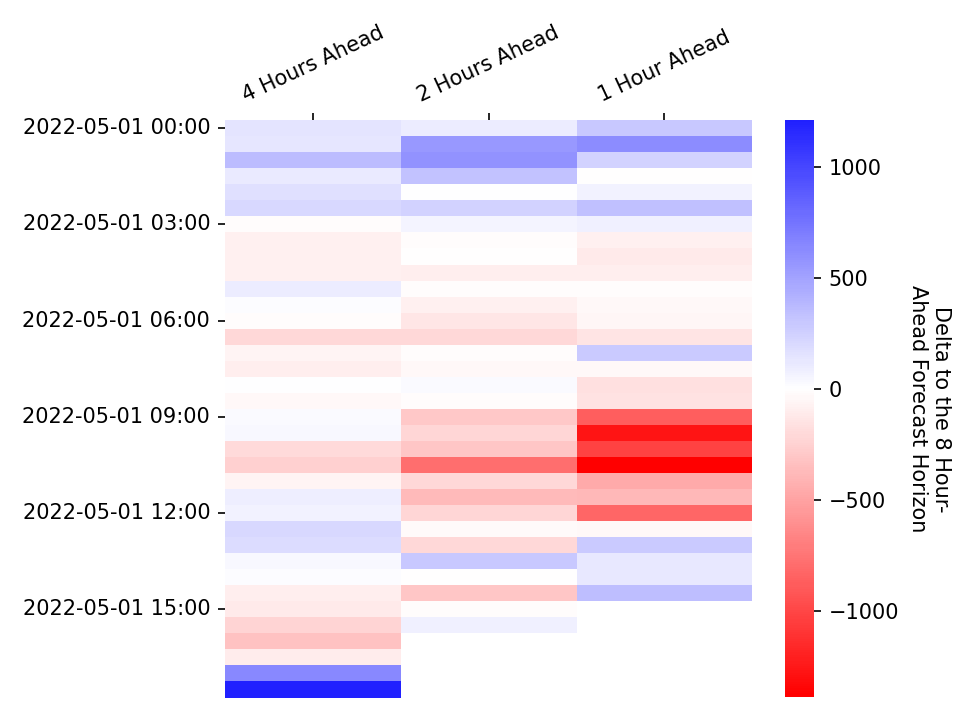 4 Hours Ahead
2 Hours Ahead
1 Hour Ahead
2022-05-01 00:00
2022-05-01 03:00
2022-05-01 06:00
2022-05-01 09:00
2022-05-01 12:00
2022-05-01 15:00
1000
500
0
−500
−1000
Delta to the 8 Hour-
Ahead Forecast Horizon